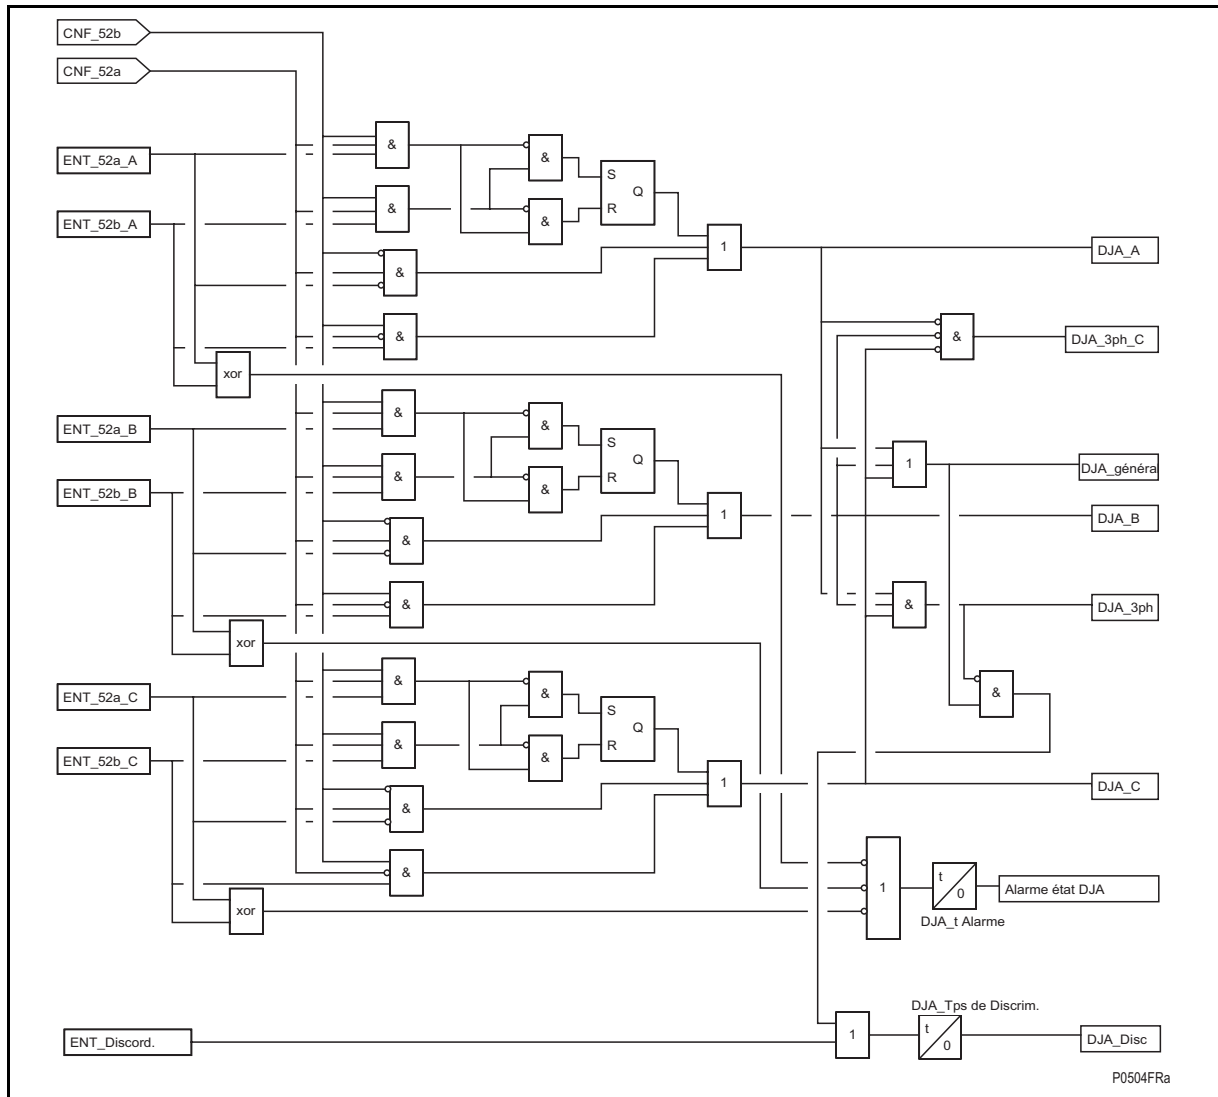 CNF_52b
CNF_52a
ENT_52a_A
&
&
S
Q
R
ENT_52b_A
&
&
1
DJA_A
&
&
DJA_3ph_C
&
xor
ENT_52a_B
&
&
S
Q
R
1
DJA_général
ENT_52b_B
&
&
1
DJA_B
&
&
&
DJA_3ph
xor
ENT_52a_C
&
&
&
S
Q
R
ENT_52b_C
&
&
1
DJA_C
&
&
xor
1
t
0
Alarme état DJA
DJA_t Alarme
DJA_Tps de Discrim.
ENT_Discord.
1
t
0
DJA_Disc
P0504FRa